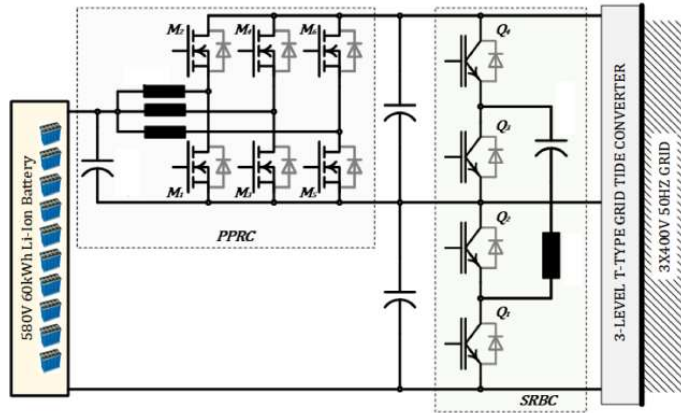 M2
M4
M6
Q4
Q3
M1
M3
M5
PPRC
Q2
Q1
SRBC
580V 60kWh Li-Ion Battery
3-LEVEL T-TYPE GRID TIDE CONVERTER
3X400V 50HZ GRID